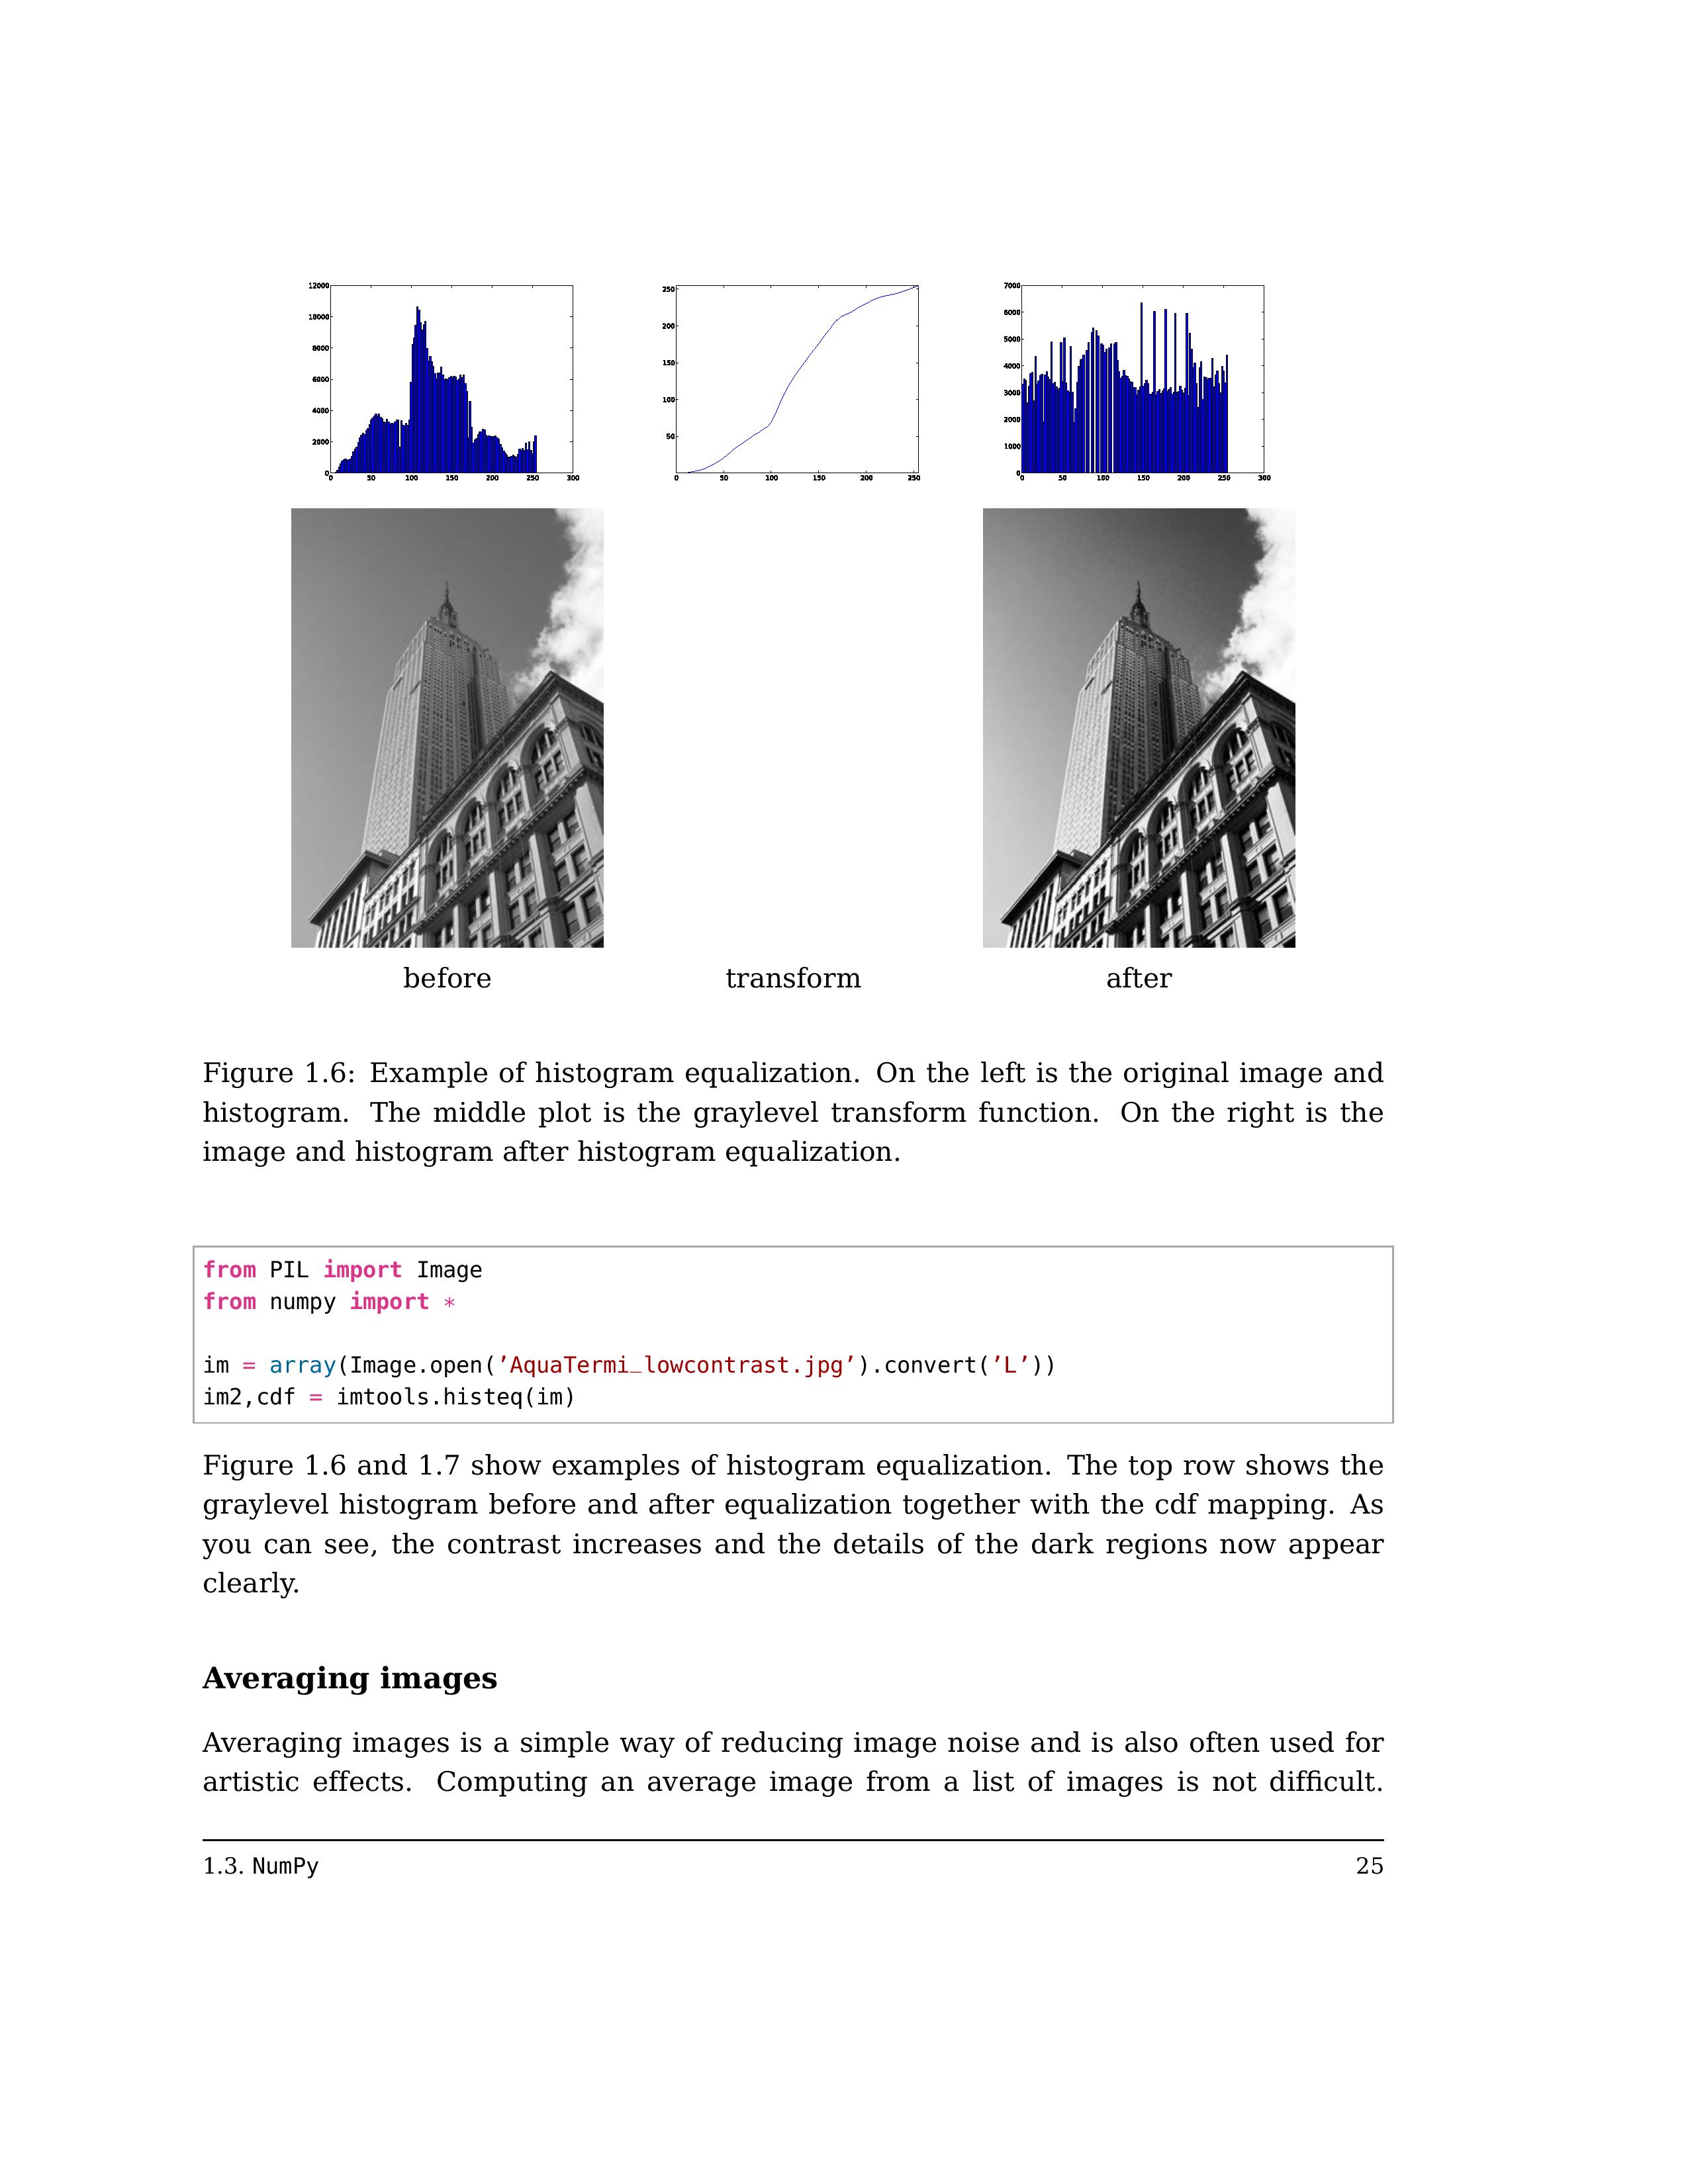 12000
10000
8000
6000
4000
2000
0
0 50 100 150 200 250 300
250
200
150
100
50
0 50 100 150 200 250
7000
6000
5000
4000
3000
2000
1000
0
0 50 100 150 200 250 300
before transform after
Figure 1.6: Example of histogram equalization. On the left is the original image and
histogram. The middle plot is the graylevel transform function. On the right is the
image and histogram after histogram equalization.
from PIL import Image
from numpy import *
im = array(Image.open(’AquaTermi_lowcontrast.jpg’).convert(’L’))
im2,cdf = imtools.histeq(im)
Figure 1.6 and 1.7 show examples of histogram equalization. The top row shows the
graylevel histogram before and after equalization together with the cdf mapping. As
you can see, the contrast increases and the details of the dark regions now appear
clearly.
Averaging images
Averaging images is a simple way of reducing image noise and is also often used for
artistic effects. Computing an average image from a list of images is not difficult.
1.3. NumPy 25